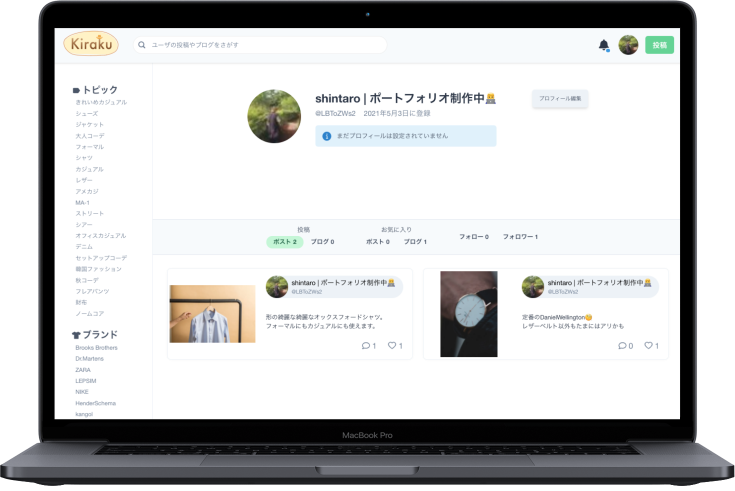 Kiraku
ユーザの投稿やブログをさがす
投稿
トピック
きれいめカジュアル
シューズ
ジャケット
大人コーデ
フォーマル
シャツ
カジュアル
レザー
アメカジ
MA-1
ストリート
シアー
オフィスカジュアル
デニム
セットアップコーデ
韓国ファッション
秋コーデ
フレアパンツ
財布
ノームコア
ブランド
Brooks Brothers
Dr.Martens
ZARA
LEPSIM
NIKE
HenderSchema
kangol
shintaro | ポートフォリオ制作中
@LBToZWs2 2021年5月3日に登録
まだプロフィールは設定されていません
プロフィール編集
投稿 お気に入り
ポスト 2 ブログ 0 ポスト 0 ブログ 1 フォロー 0 フォロワー 1
shintaro | ポートフォリオ制作中
@LBToZWs2
形の綺麗な綺麗なオックスフォードシャツ。
フォーマルにもカジュアルにも使えます。
1 1
shintaro | ポートフォリオ制作中
@LBToZWs2
定番のDanielWellington
レザーベルト以外もたまにはアリかも
0 1
MacBook Pro